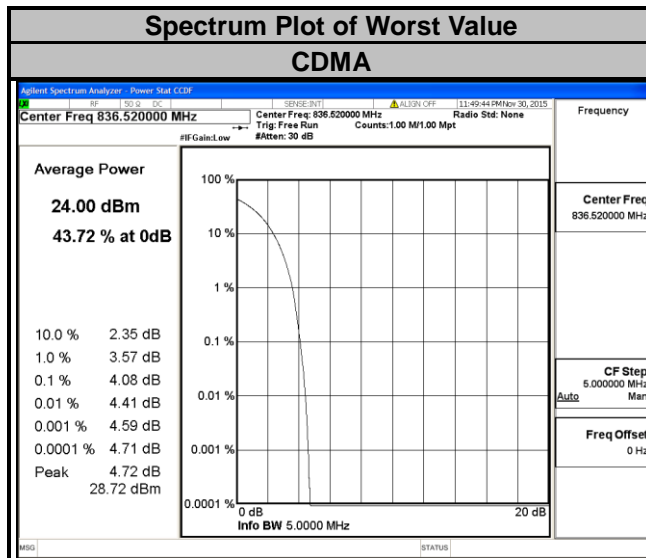 Spectrum Plot of Worst Value
CDMA
Agilent Spectrum Analyzer - Power Stat CCDF
RF 50 Ω DC SENSE:INT ALIGN OFF 11:49:44 PM Nov 30, 2015
Center Freq 836.520000 MHz
Center Freq: 836.520000 MHz Radio Std: None
Trig: Free Run Counts:1.00 M/1.00 Mpt
#IFGain:Low #Atten: 30 dB
Frequency
Average Power
24.00 dBm
43.72 % at 0dB
10.0 % 2.35 dB
1.0 % 3.57 dB
0.1 % 4.08 dB
0.01 % 4.41 dB
0.001 % 4.59 dB
0.0001 % 4.71 dB
Peak 4.72 dB
28.72 dBm
100 %
10 %
1 %
0.1 %
0.01 %
0.001 %
0.0001 %
0 dB 20 dB
Info BW 5.0000 MHz
Center Freq
836.520000 MHz
CF Step
5.000000 MHz
Auto Man
Freq Offset
0 Hz
MSG STATUS